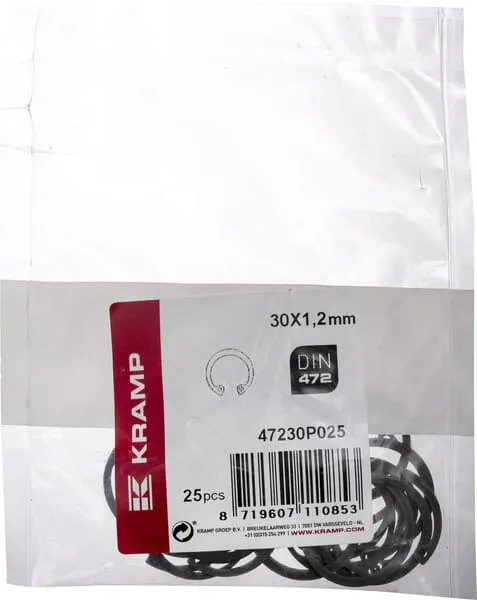 KRAMP
30X1,2mm
DIN
472
47230P025
25pcs
8 719607 110853
KRAMP GROEP B.V. | BREUKELAARWEG 33 | 7051 DW VARSSEVELD - NL
+31 (0)315 254 299 | WWW.KRAMP.COM